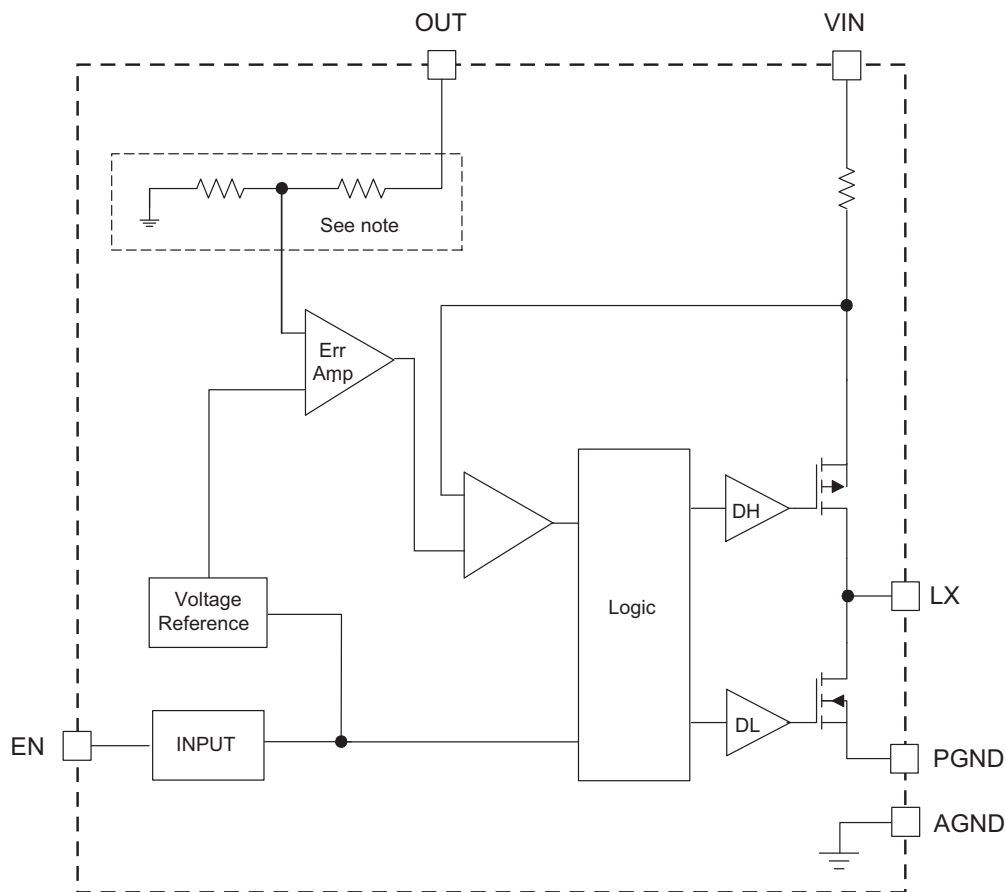 OUT
VIN
See note
Err
Amp
DH
Voltage
Reference
Logic
LX
DL
EN
INPUT
PGND
AGND